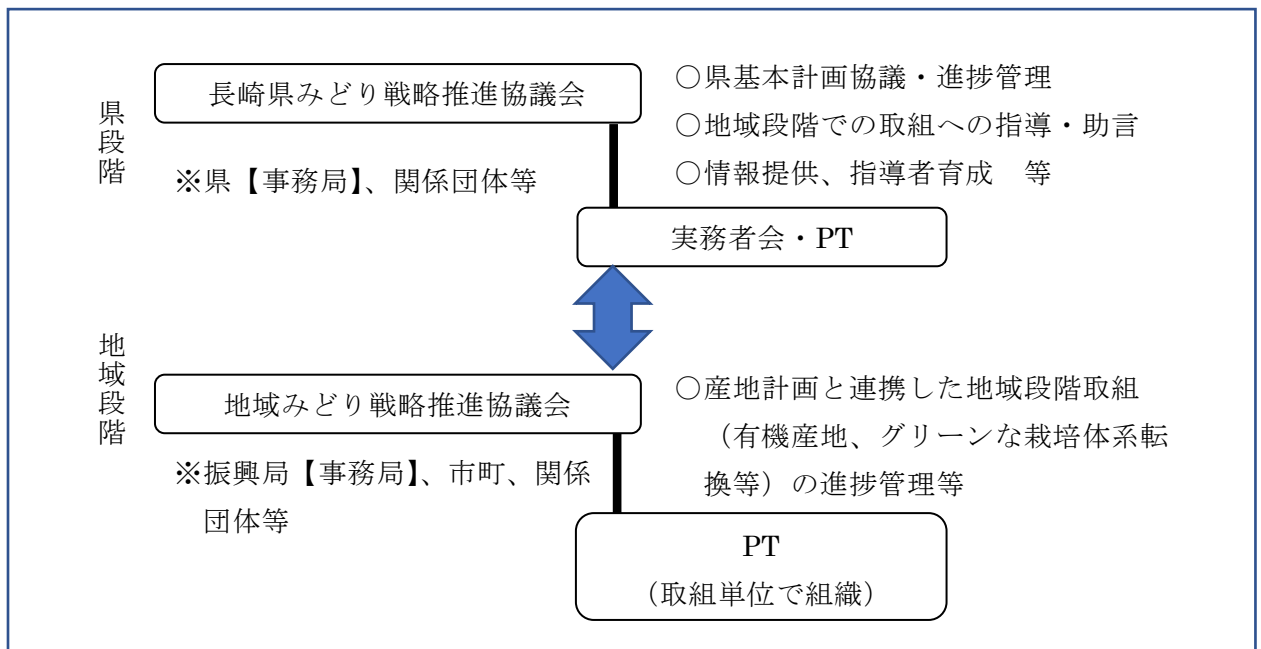 県段階
長崎県みどり戦略推進協議会
※県【事務局】、関係団体等
○県基本計画協議・進捗管理
○地域段階での取組への指導・助言
○情報提供、指導者育成　等
実務者会・PT
地域段階
地域みどり戦略推進協議会
※振興局【事務局】、市町、関係
団体等
○産地計画と連携した地域段階取組
（有機産地、グリーンな栽培体系転
換等）の進捗管理等
PT
（取組単位で組織）